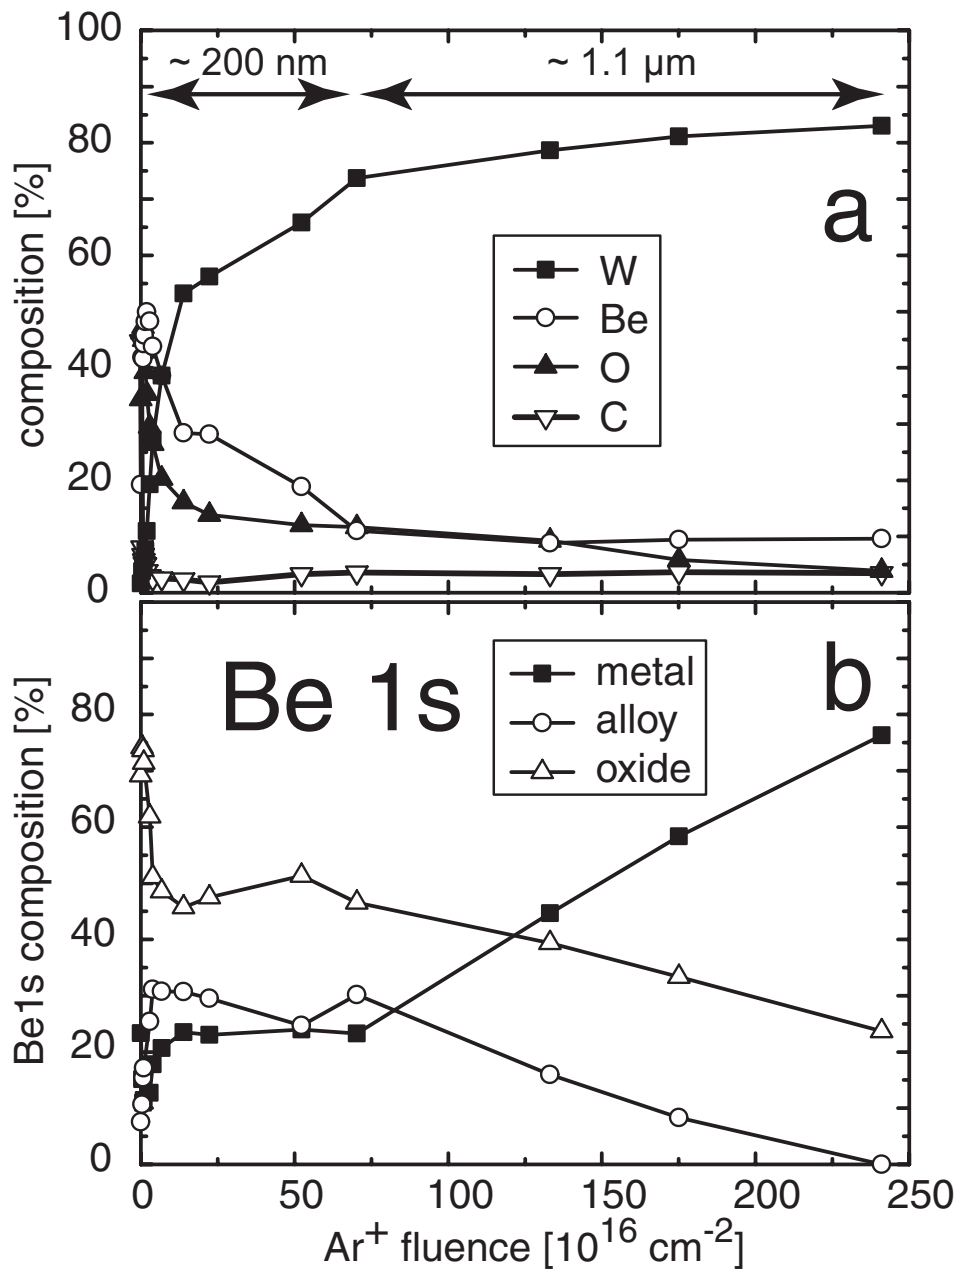 100
~ 200 nm
~ 1.1 µm
80
a
composition [%]
60
W
Be
O
C
40
20
0
Be 1s
metal
alloy
oxide
b
Be1s composition [%]
80
60
40
20
0
0 50 100 150 200 250
Ar+ fluence [10^16 cm^-2]